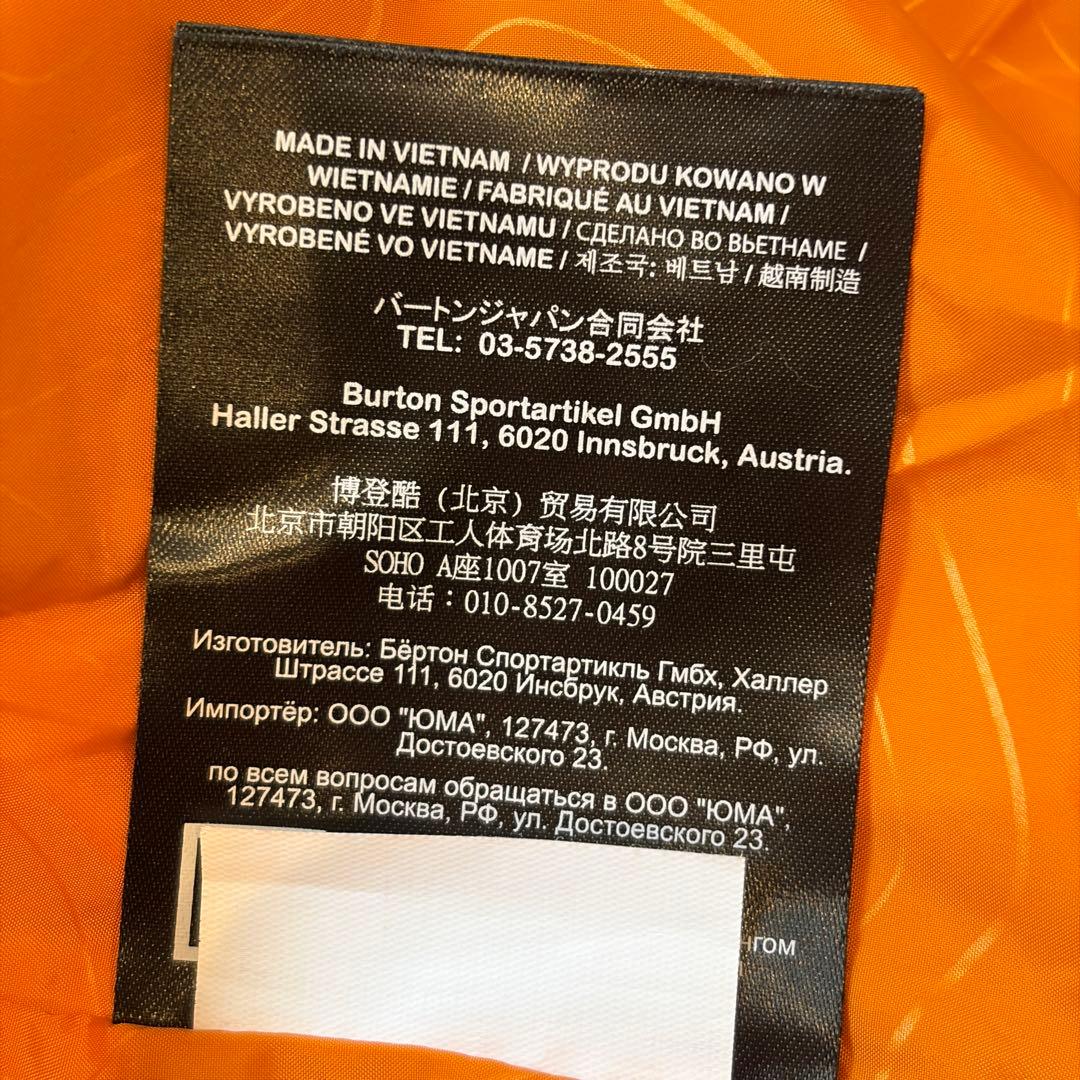 MADE IN VIETNAM / WYPRODU KOWANO W
WIETNAMIE / FABRIQUÉ AU VIETNAM /
VYROBENO VE VIETNAMU / СДЕЛАНО ВО ВЬЕТНАМЕ /
VYROBENÉ VO VIETNAME / 제조국: 베트남 / 越南制造
バートンジャパン合同会社
TEL: 03-5738-2555
Burton Sportartikel GmbH
Haller Strasse 111, 6020 Innsbruck, Austria.
博登酷（北京）贸易有限公司
北京市朝阳区工人体育场北路8号院三里屯
SOHO A座1007室 100027
电话：010-8527-0459
Изготовитель: Бёртон Спортартикль Гмбх, Халлер
Штрассе 111, 6020 Инсбрук, Австрия.
Импортёр: ООО "ЮМА", 127473, г. Москва, РФ, ул.
Достоевского 23.
по всем вопросам обращаться в ООО "ЮМА",
127473, г. Москва, РФ, ул. Достоевского 23.